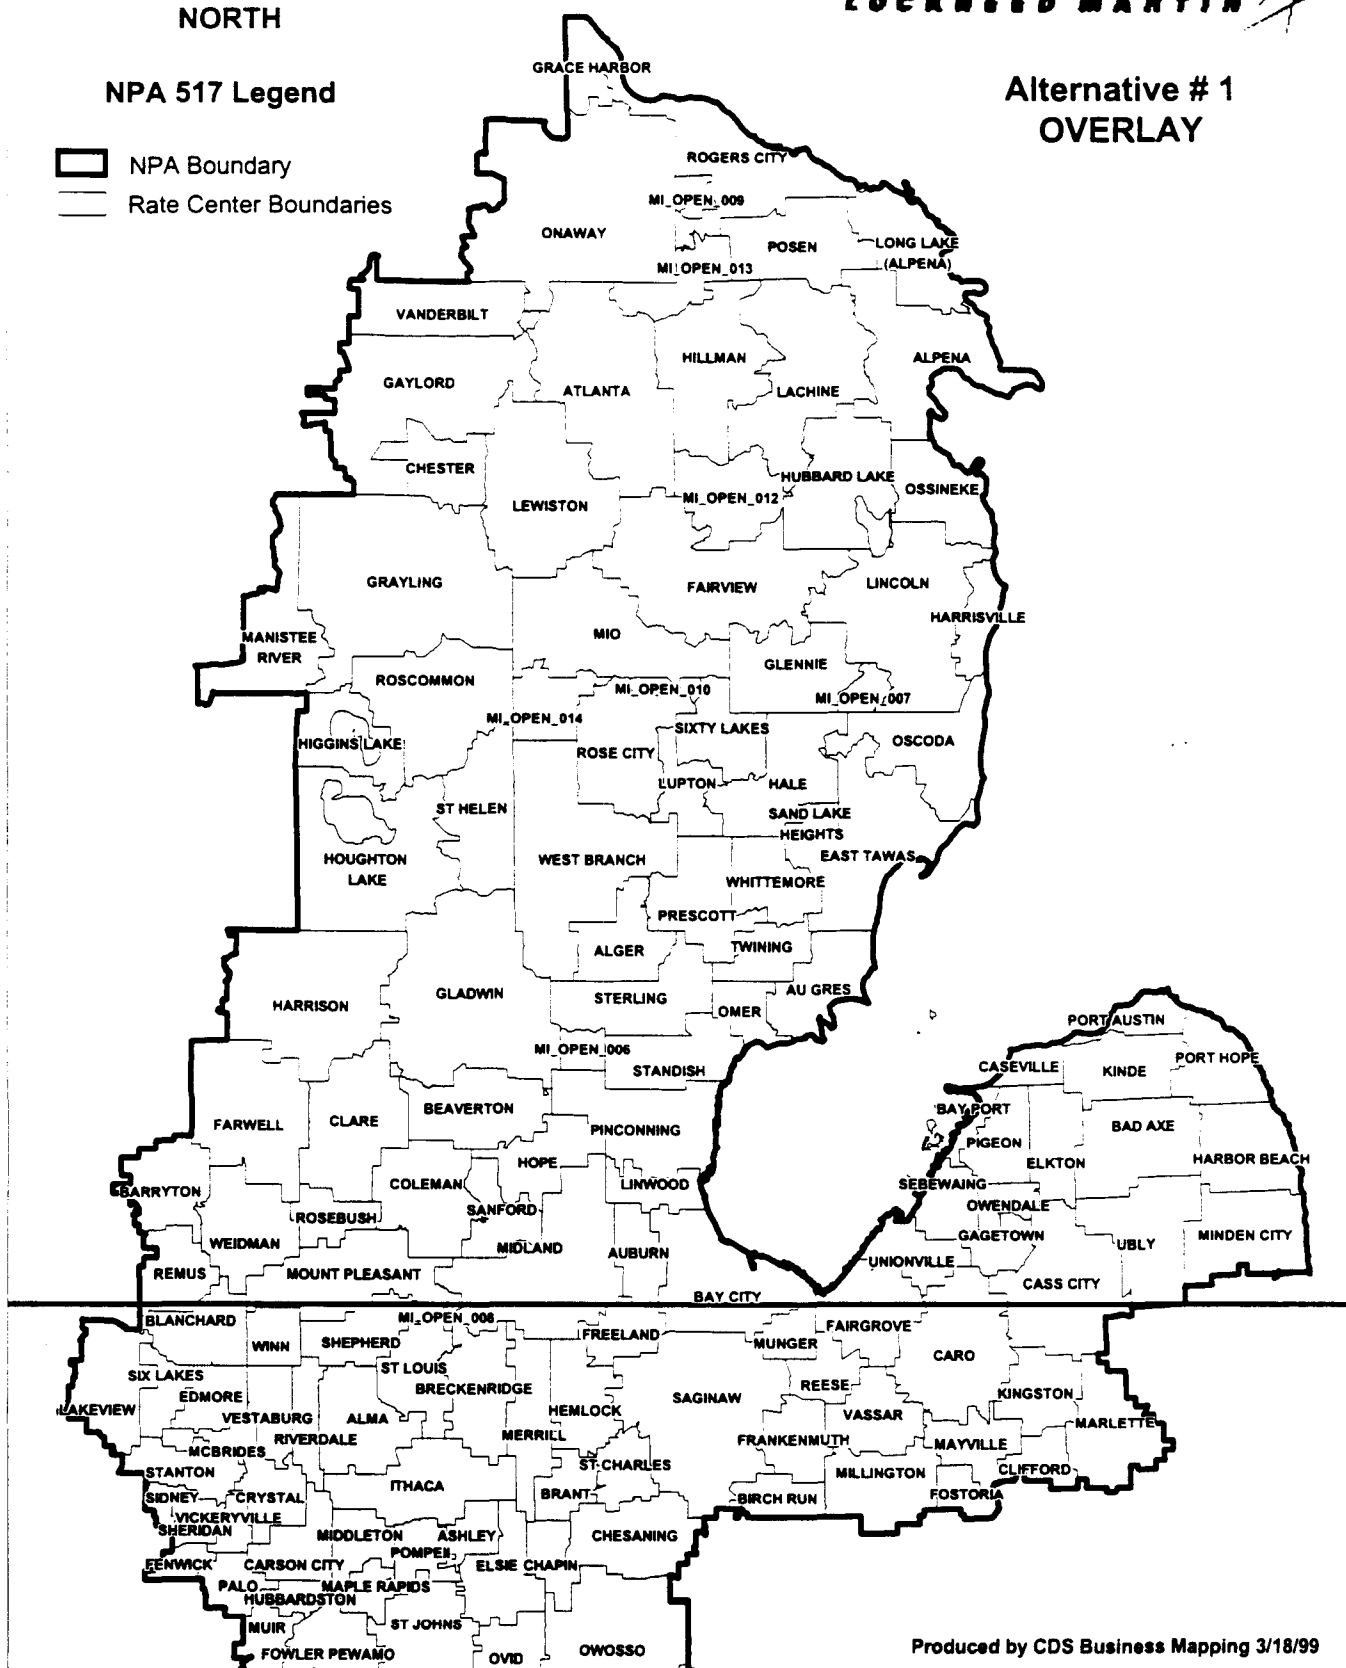 NORTH
LOCKHEED MARTIN
NPA 517 Legend
Alternative # 1
OVERLAY
NPA Boundary
Rate Center Boundaries
GRACE HARBOR
ROGERS CITY
MI_OPEN_009
ONAWAY
POSEN
LONG LAKE
(ALPENA)
MI_OPEN_013
VANDERBILT
HILLMAN
ALPENA
GAYLORD
ATLANTA
LACHINE
CHESTER
HUBBARD LAKE
OSSINEKE
MI_OPEN_012
LEWISTON
GRAYLING
FAIRVIEW
LINCOLN
HARRISVILLE
MANISTEE
RIVER
MIO
GLENNIE
ROSCOMMON
MI_OPEN_010
MI_OPEN_007
MI_OPEN_014
SIXTY LAKES
HIGGINS LAKE
ROSE CITY
OSCODA
LUPTON
HALE
ST HELEN
SAND LAKE
HEIGHTS
HOUGHTON
LAKE
WEST BRANCH
EAST TAWAS
WHITTEMORE
PRESCOTT
ALGER
TWINING
GLADWIN
STERLING
AU GRES
HARRISON
OMER
PORT AUSTIN
MI_OPEN_006
STANDISH
CASEVILLE
KINDE
PORT HOPE
BEAVERTON
BAY PORT
FARWELL
CLARE
PINCONNING
PIGEON
BAD AXE
HOPE
ELKTON
HARBOR BEACH
BARRYTON
COLEMAN
LINWOOD
SEBEWAING
ROSEBUSH
SANFORD
OWENDALE
WEIDMAN
MIDLAND
AUBURN
GAGETOWN
UBLY
MINDEN CITY
REMUS
MOUNT PLEASANT
UNIONVILLE
CASS CITY
BAY CITY
BLANCHARD
MI_OPEN_008
WINN
SHEPHERD
FREELAND
MUNGER
FAIRGROVE
CARO
SIX LAKES
ST LOUIS
REESE
EDMORE
BRECKENRIDGE
SAGINAW
KINGSTON
LAKEVIEW
VESTABURG
ALMA
HEMLOCK
VASSAR
MARLETTE
RIVERDALE
MERRILL
FRANKENMUTH
MAYVILLE
MCBRIDES
ST CHARLES
MILLINGTON
CLIFFORD
STANTON
ITHACA
BRANT
BIRCH RUN
FOSTORIA
SIDNEY
CRYSTAL
VICKERYVILLE
SHERIDAN
MIDDLETON
ASHLEY
CHESANING
POMPEII
FENWICK
CARSON CITY
ELSIE CHAPIN
PALO
MAPLE RAPIDS
HUBBARDSTON
MUIR
ST JOHNS
FOWLER PEWAMO
OVID
OWOSSO
Produced by CDS Business Mapping 3/18/99